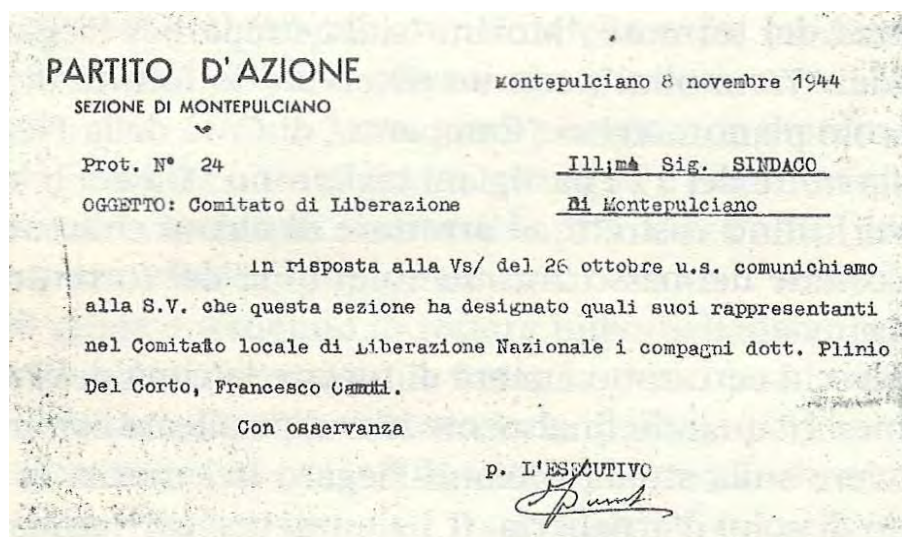 PARTITO D'AZIONE
SEZIONE DI MONTEPULCIANO
Montepulciano 8 novembre 1944
Prot. N° 24
Ill;mo Sig. SINDACO
OGGETTO: Comitato di Liberazione
Di Montepulciano
in risposta alla Vs/ del 26 ottobre u.s. comunichiamo
alla S.V. che questa sezione ha designato quali suoi rappresentanti
nel Comitato locale di Liberazione Nazionale i compagni dott. Plinio
Del Corto, Francesco
Con osservanza
p. L'ESECUTIVO